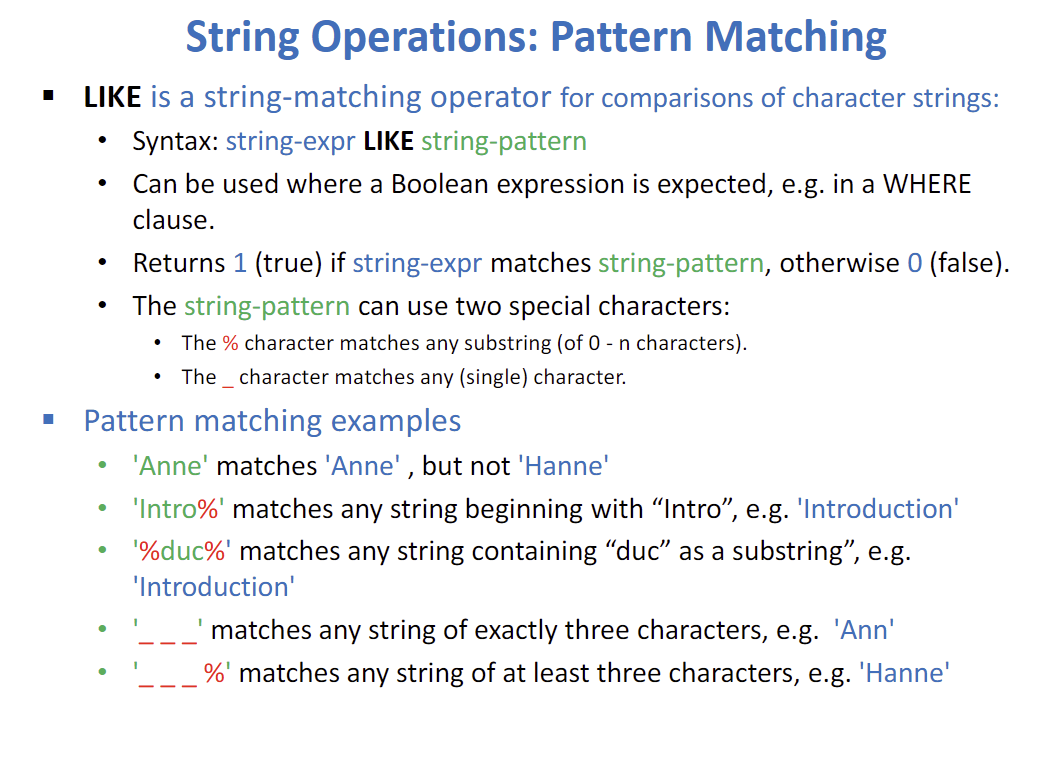 String Operations: Pattern Matching
▪ LIKE is a string-matching operator for comparisons of character strings:
• Syntax: string-expr LIKE string-pattern
• Can be used where a Boolean expression is expected, e.g. in a WHERE
clause.
• Returns 1 (true) if string-expr matches string-pattern, otherwise 0 (false).
• The string-pattern can use two special characters:
• The % character matches any substring (of 0 - n characters).
• The _ character matches any (single) character.
▪ Pattern matching examples
• 'Anne' matches 'Anne' , but not 'Hanne'
• 'Intro%' matches any string beginning with “Intro”, e.g. 'Introduction'
• '%duc%' matches any string containing “duc” as a substring”, e.g.
'Introduction'
• '_ _ _' matches any string of exactly three characters, e.g. 'Ann'
• '_ _ _ %' matches any string of at least three characters, e.g. 'Hanne'